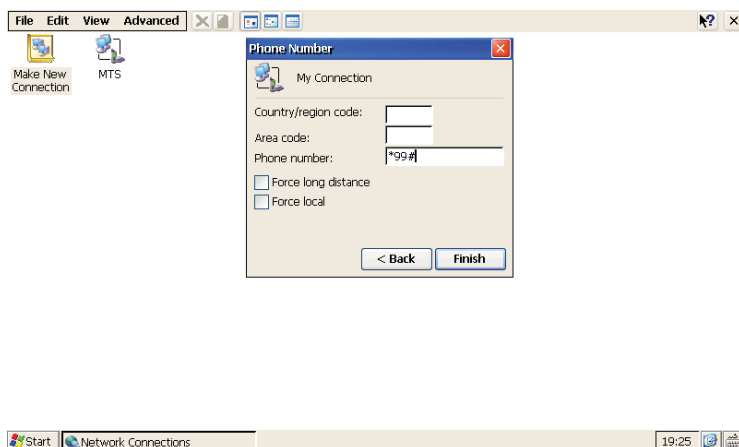 File Edit View Advanced
Make New
Connection
MTS
Phone Number
My Connection
Country/region code:
Area code:
Phone number:
*99#
Force long distance
Force local
< Back Finish
Start Network Connections 19:25